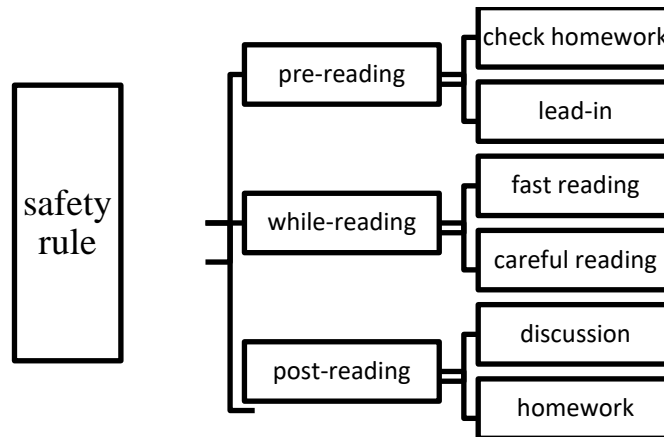 safety
rule
pre-reading
check homework
lead-in
while-reading
fast reading
careful reading
post-reading
discussion
homework